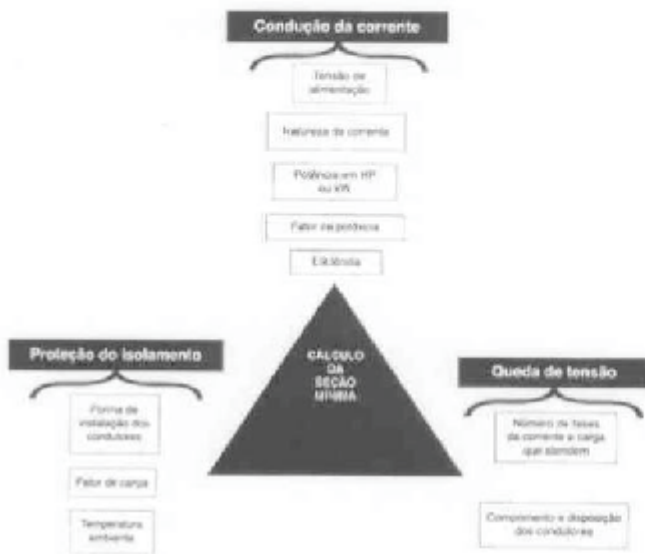 Condução da corrente
Tensão de
alimentação
Natureza da corrente
Potência em HP
ou kW
Fator de potência
Eficiência
Proteção do isolamento
CÁLCULO
DA
SEÇÃO
MÍNIMA
Queda de tensão
Forma de
instalação dos
condutores
Número de fases
da corrente e carga
que atendem
Fator de carga
Temperatura
ambiente
Comprimento e disposição
dos condutores